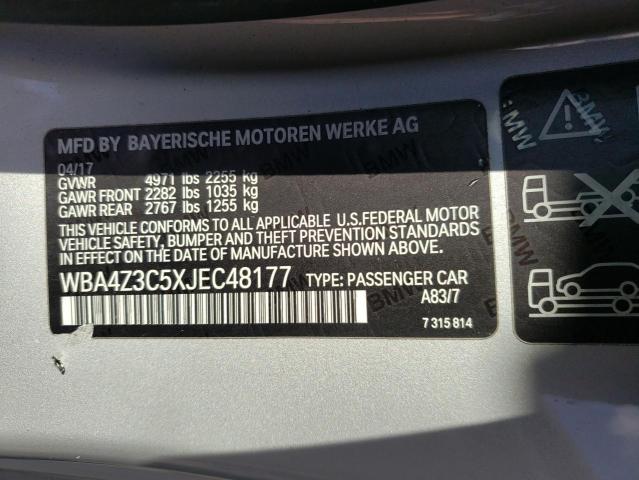 MFD BY BAYERISCHE MOTOREN WERKE AG
04/17
GVWR 4971 lbs 2255 kg
GAWR FRONT 2282 lbs 1035 kg
GAWR REAR 2767 lbs 1255 kg
THIS VEHICLE CONFORMS TO ALL APPLICABLE U.S.FEDERAL MOTOR
VEHICLE SAFETY, BUMPER AND THEFT PREVENTION STANDARDS
IN EFFECT ON THE DATE OF MANUFACTURE SHOWN ABOVE.
WBA4Z3C5XJEC48177 TYPE: PASSENGER CAR
A83/7
7 315 814
BMW
BMW
BMW